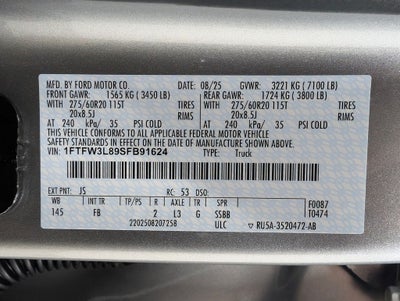 MFD. BY FORD MOTOR CO. 08/25 GVWR: 3221 KG ( 7100 LB)
FRONT GAWR: 1565 KG ( 3450 LB) REAR GAWR: 1724 KG ( 3800 LB)
WITH TIRES WITH TIRES
275/60R20 115T 275/60R20 115T
20x8.5J RIMS 20x8.5J RIMS
AT 240 kPa/ 35 PSI COLD AT 240 kPa/ 35 PSI COLD
THIS VEHICLE CONFORMS TO ALL APPLICABLE FEDERAL MOTOR VEHICLE
SAFETY STANDARDS IN EFFECT ON THE DATE OF MANUFACTURE SHOWN ABOVE.
VIN: 1FTFW3L89SFB91624 TYPE: Truck
EXT PNT: JS RC: 53 DSO: F0087
WB INT TR TP/PS R AXLE TR SPR T0474
145 FB 2 L3 G SSBB
220250820725B ULC RU5A-3520472-AB